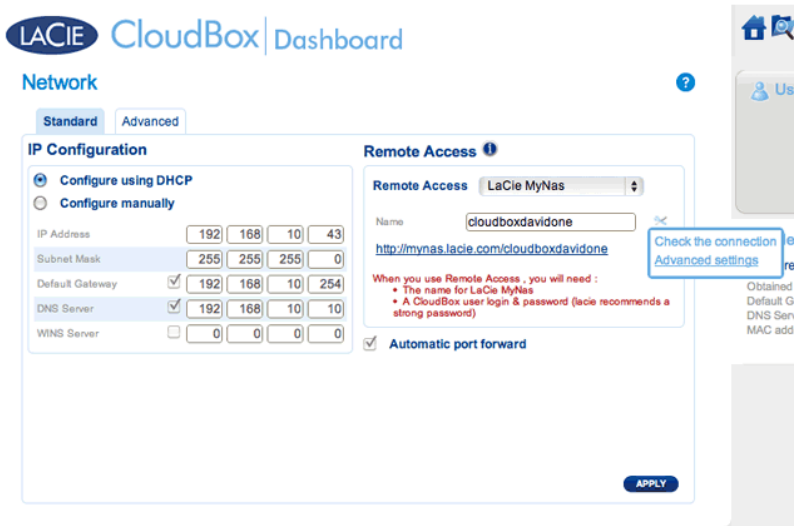 LACIE CloudBox Dashboard
Network
?
Us
Standard Advanced
IP Configuration
Configure using DHCP
Configure manually
IP Address 192 168 10 43
Subnet Mask 255 255 255 0
Default Gateway 192 168 10 254
DNS Server 192 168 10 10
WINS Server 0 0 0 0
Remote Access
Remote Access LaCie MyNas
Name cloudboxdavidone
http://mynas.lacie.com/cloudboxdavidone
Check the connection
Advanced settings
When you use Remote Access , you will need :
• The name for LaCie MyNas
• A CloudBox user login & password (lacie recommends a
strong password)
Automatic port forward
APPLY
Obtained
Default G
DNS Serv
MAC add